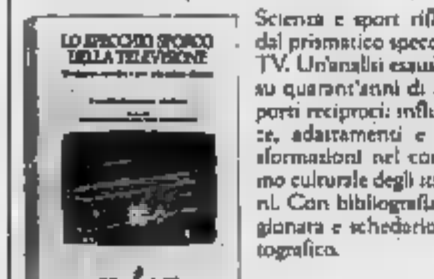 LO SPECCHIO SPORCO
DELLA TELEVISIONE
Scienza e sport rifl
dal prismatico specc
TV. Un'analisi esqui
su quarant'anni di
porti reciproci: influ
ze, adattamenti e
sformazioni nel con
mo culturale degli
ni. Con bibliografia
gionata e schedario
tografico.